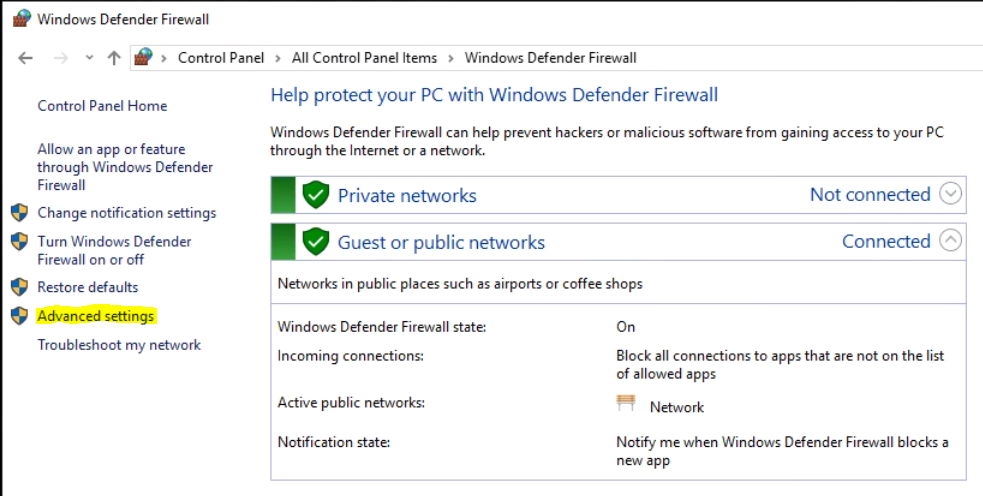 Windows Defender Firewall
Control Panel > All Control Panel Items > Windows Defender Firewall
Control Panel Home
Allow an app or feature
through Windows Defender
Firewall
Change notification settings
Turn Windows Defender
Firewall on or off
Restore defaults
Advanced settings
Troubleshoot my network
Help protect your PC with Windows Defender Firewall
Windows Defender Firewall can help prevent hackers or malicious software from gaining access to your PC
through the Internet or a network.
Private networks Not connected
Guest or public networks Connected
Networks in public places such as airports or coffee shops
Windows Defender Firewall state: On
Incoming connections: Block all connections to apps that are not on the list
of allowed apps
Active public networks: Network
Notification state: Notify me when Windows Defender Firewall blocks a
new app